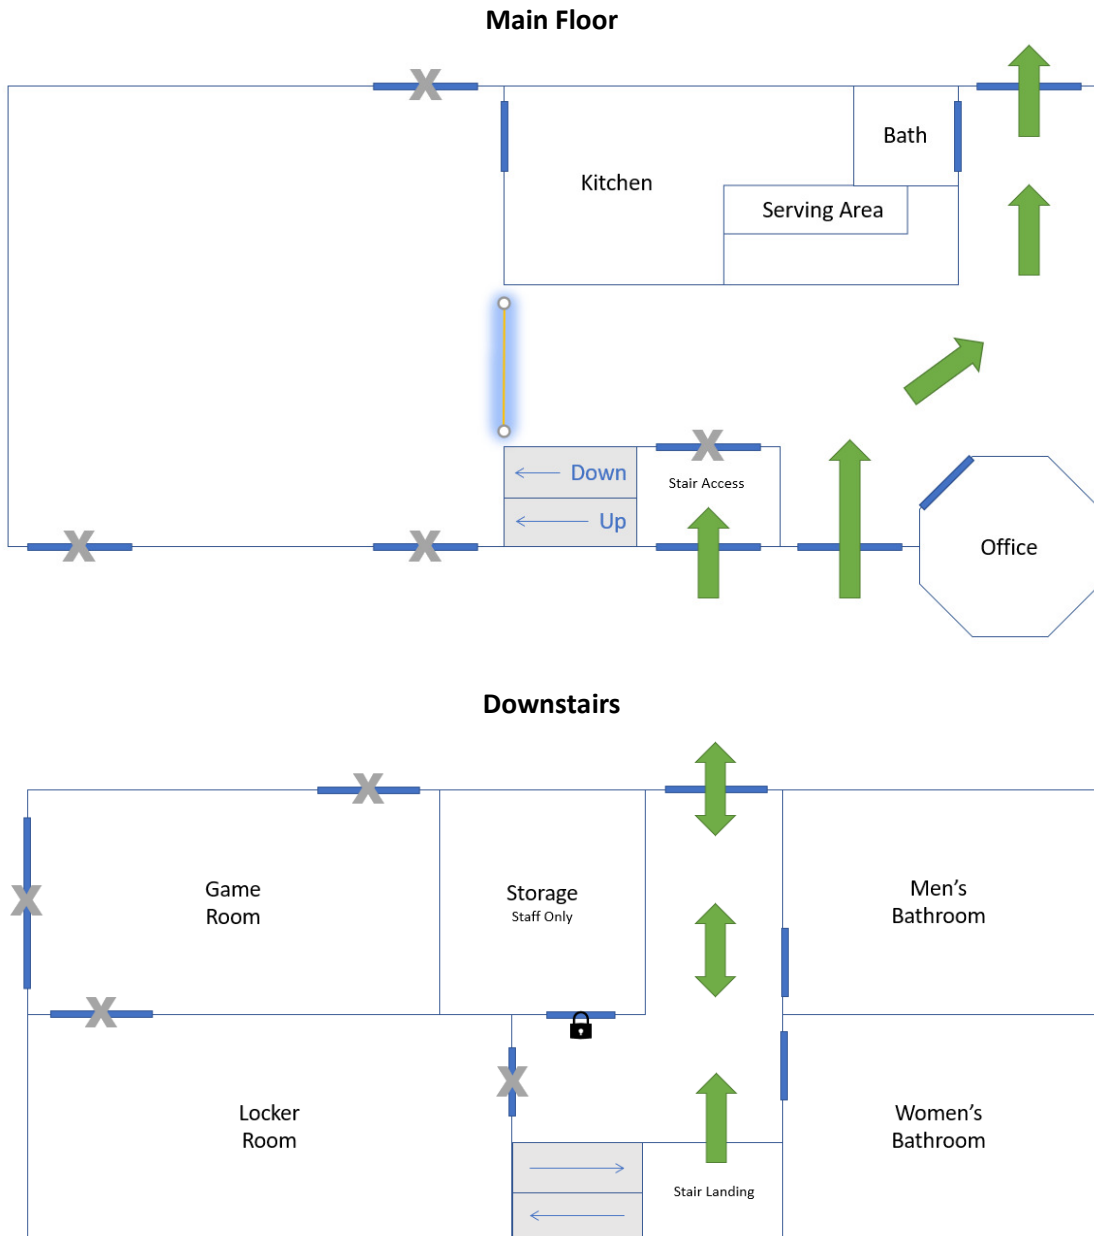 Main Floor
Bath
Kitchen
Serving Area
Down
Stair Access
Up
Office
Downstairs
Game
Room
Storage
Staff Only
Men’s
Bathroom
Locker
Room
Women’s
Bathroom
Stair Landing